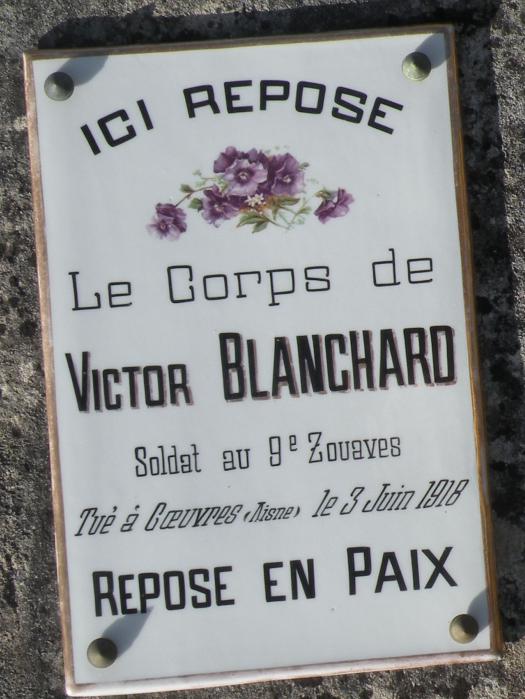 ICI REPOSE
Le Corps de
VICTOR BLANCHARD
Soldat au 9e Zouaves
Tué à Cœuvres (Aisne) le 3 Juin 1918
REPOSE EN PAIX